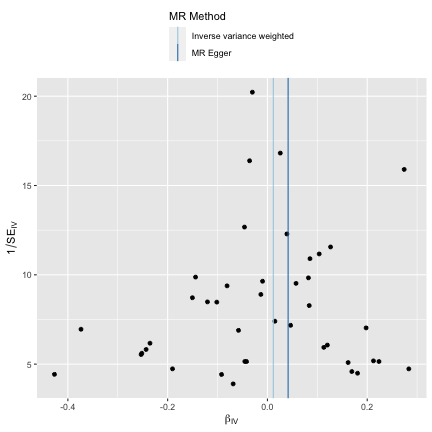 MR Method
Inverse variance weighted
MR Egger
20
15
10
5
1/SE_IV
-0.4
-0.2
0.0
0.2
β_IV